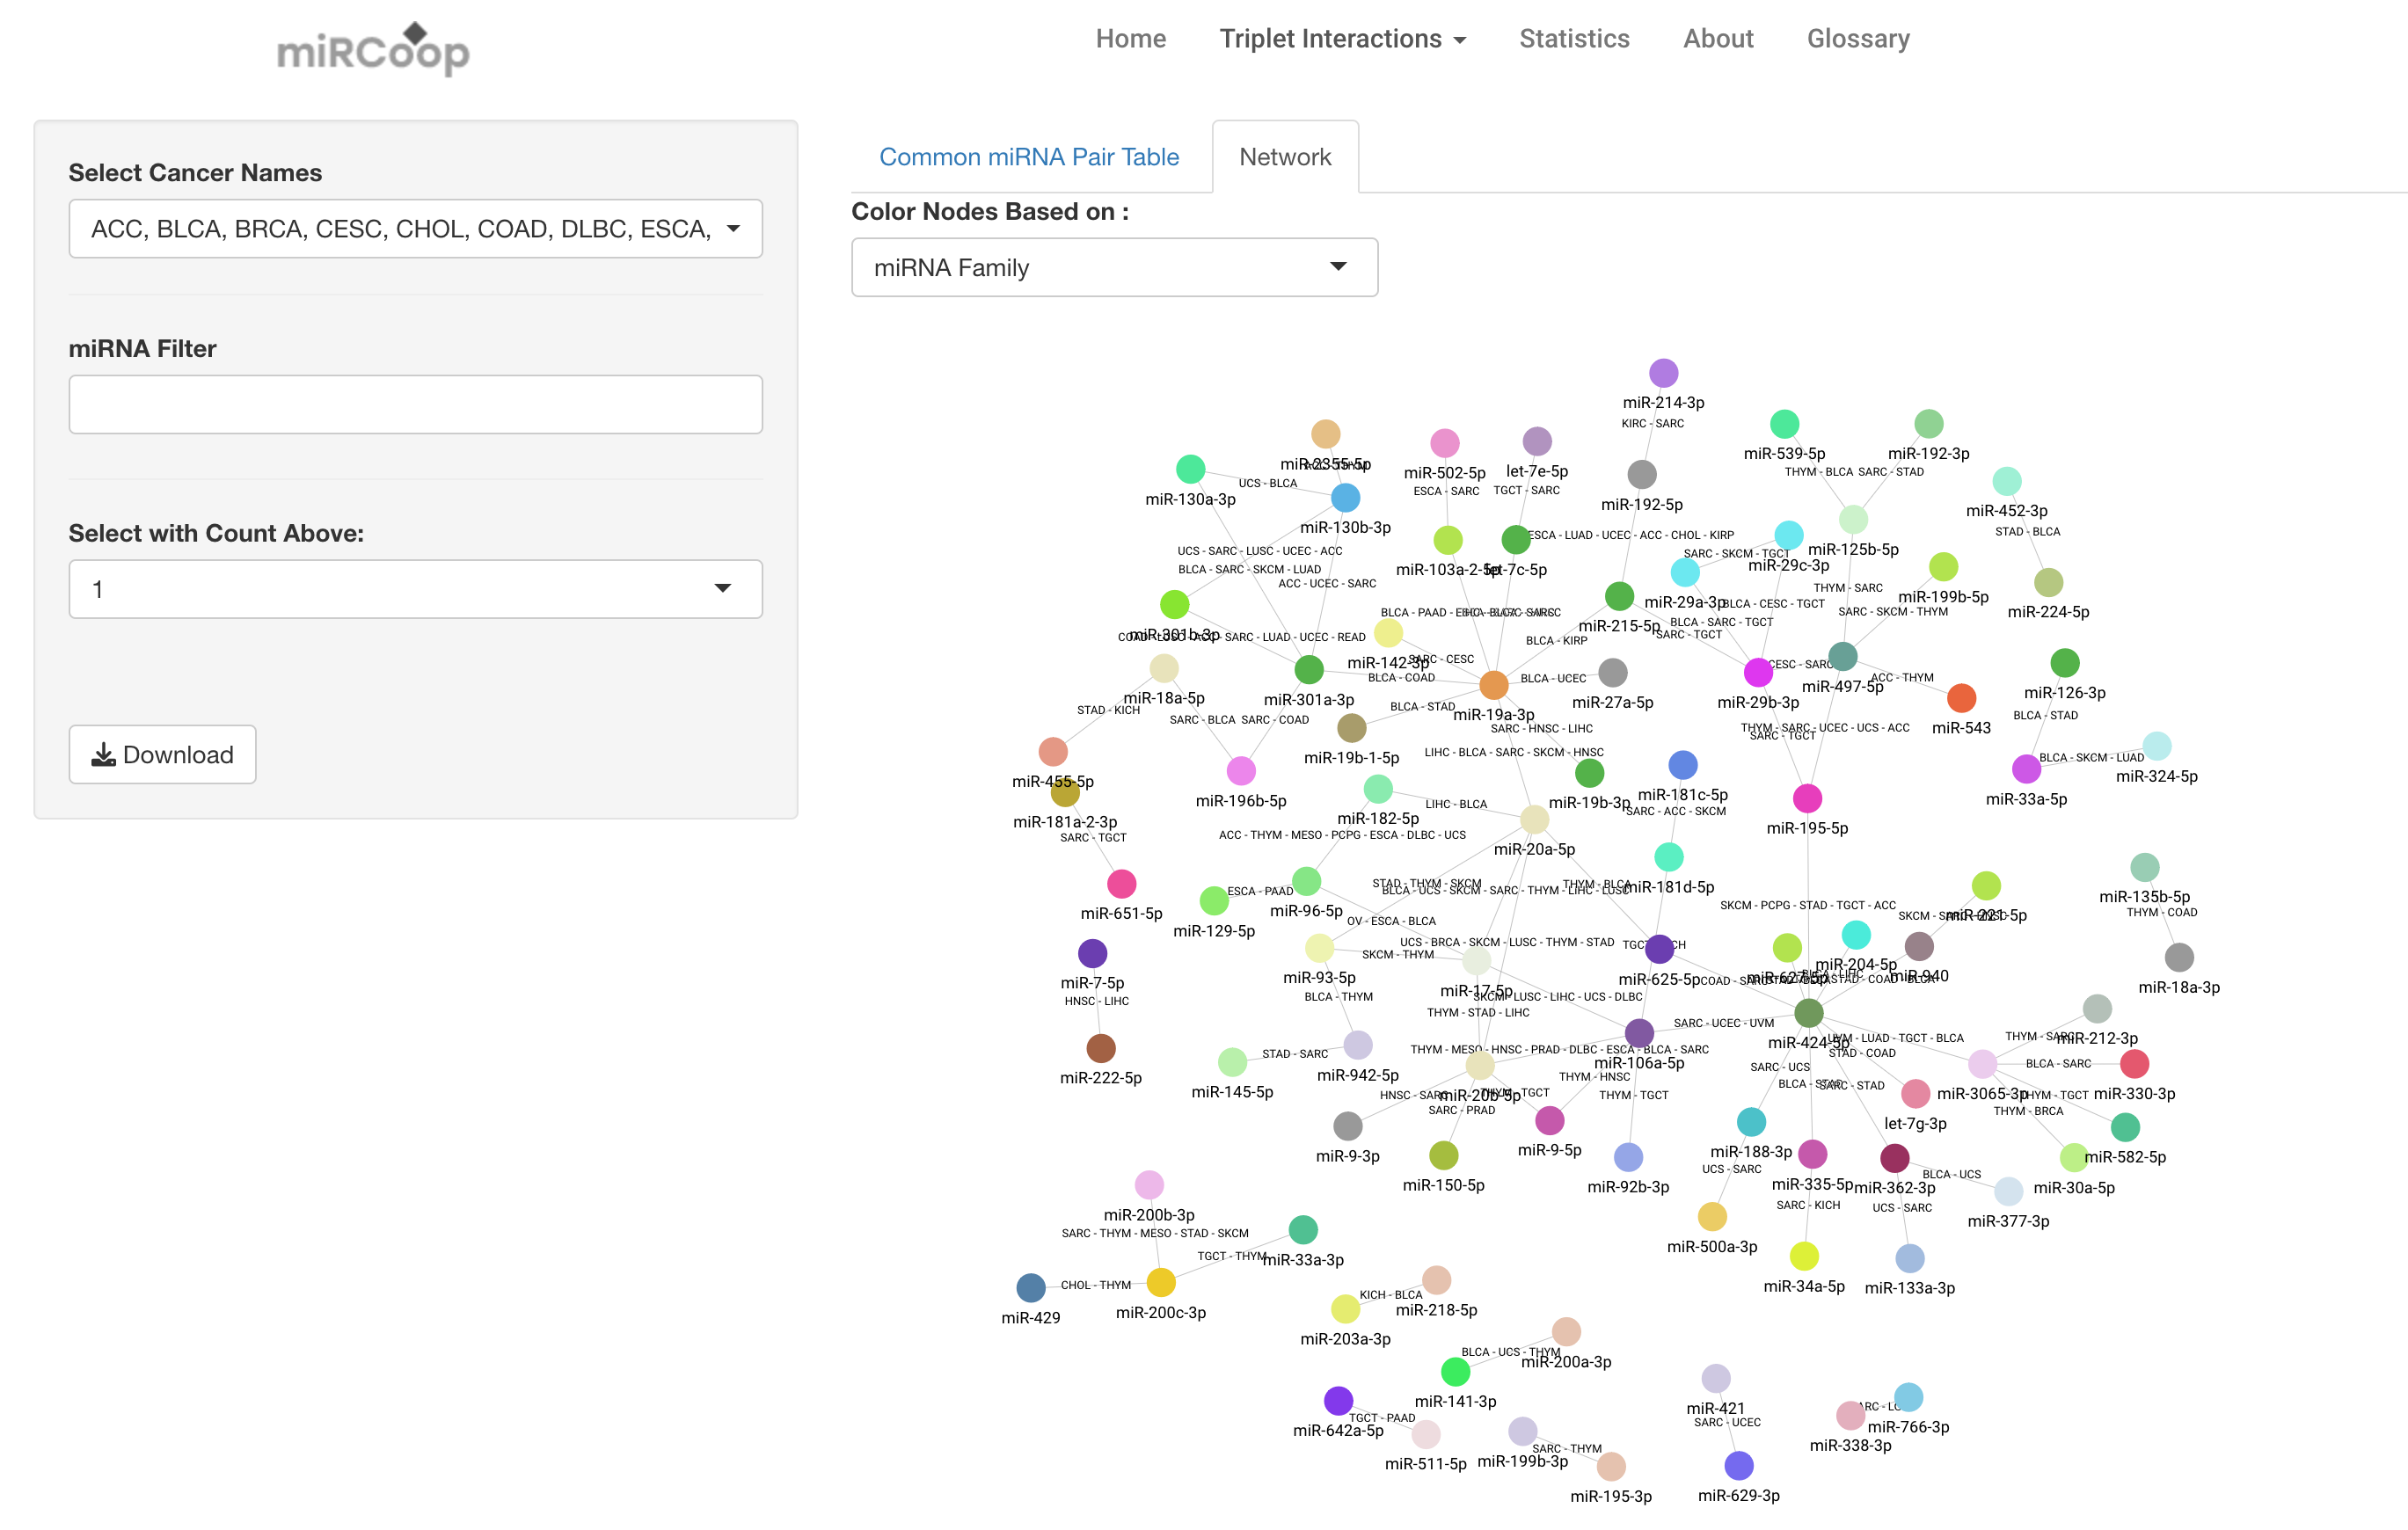 miRCoop
Home
Triplet Interactions
Statistics
About
Glossary
Select Cancer Names
ACC, BLCA, BRCA, CESC, CHOL, COAD, DLBC, ESCA,
miRNA Filter
Select with Count Above:
1
Download
Common miRNA Pair Table
Network
Color Nodes Based on :
miRNA Family
miR-214-3p
KIRC - SARC
miR-2355-5p
miR-130a-3p
UCS - BLCA
miR-130b-3p
miR-502-5p
ESCA - SARC
let-7e-5p
TGCT - SARC
miR-192-5p
miR-539-5p
miR-192-3p
THYM - BLCA
SARC - STAD
miR-452-3p
STAD - BLCA
miR-224-5p
ESCA - LUAD - UCEC - ACC - CHOL - KIRP
miR-103a-2-5p
let-7c-5p
SARC - SKCM - TGCT
miR-29c-3p
miR-125b-5p
UCS - SARC - LUSC - UCEC - ACC
BLCA - SARC - SKCM - LUAD
ACC - UCEC - SARC
THYM - SARC
miR-199b-5p
SARC - SKCM - THYM
miR-29a-3p
BLCA - CESC - TGCT
BLCA - SARC - TGCT
SARC - TGCT
miR-215-5p
BLCA - KIRP
miR-301b-3p
miR-142-3p
SARC - CESC
BLCA - COAD
BLCA - UCEC
miR-27a-5p
CESC - SARC
miR-497-5p
ACC - THYM
miR-29b-3p
miR-543
miR-126-3p
BLCA - STAD
miR-18a-5p
miR-301a-3p
STAD - KICH
SARC - BLCA
SARC - COAD
BLCA - STAD
miR-19a-3p
SARC - HNSC - LIHC
miR-19b-1-5p
LIHC - BLCA - SARC - SKCM - HNSC
THYM - SARC - UCEC - UCS - ACC
SARC - TGCT
BLCA - SKCM - LUAD
miR-324-5p
miR-33a-5p
miR-455-5p
miR-181a-2-3p
SARC - TGCT
miR-196b-5p
miR-182-5p
LIHC - BLCA
miR-19b-3p
miR-181c-5p
SARC - ACC - SKCM
miR-195-5p
ACC - THYM - MESO - PCPG - ESCA - DLBC - UCS
miR-20a-5p
miR-651-5p
ESCA - PAAD
miR-96-5p
miR-129-5p
STAD - THYM - SKCM
BLCA - UCS - SKCM - SARC - THYM - LIHC - LUSC
THYM - BLCA
miR-181d-5p
miR-135b-5p
THYM - COAD
miR-18a-3p
SKCM - PCPG - STAD - TGCT - ACC
miR-221-5p
OV - ESCA - BLCA
UCS - BRCA - SKCM - LUSC - THYM - STAD
SKCM - THYM
miR-7-5p
HNSC - LIHC
miR-222-5p
miR-93-5p
BLCA - THYM
miR-17-5p
SKCM - LUSC - LIHC - UCS - DLBC
THYM - STAD - LIHC
miR-625-5p
miR-627-5p
miR-204-5p
miR-940
SARC - UCEC - UVM
miR-424-5p
UVM - LUAD - TGCT - BLCA
STAD - COAD
THYM - SARC
miR-212-3p
STAD - SARC
miR-145-5p
miR-942-5p
THYM - MESO - HNSC - PRAD - DLBC - ESCA - BLCA - SARC
miR-106a-5p
THYM - HNSC
THYM - TGCT
SARC - UCS
BLCA - STAD
SARC - STAD
BLCA - SARC
miR-3065-3p
miR-330-3p
THYM - TGCT
THYM - BRCA
HNSC - SARC
miR-20b-5p
THYM - TGCT
SARC - PRAD
let-7g-3p
miR-9-3p
miR-9-5p
miR-150-5p
miR-92b-3p
miR-188-3p
UCS - SARC
miR-335-5p
SARC - KICH
miR-362-3p
BLCA - UCS
UCS - SARC
miR-582-5p
miR-30a-5p
miR-377-3p
miR-500a-3p
miR-34a-5p
miR-133a-3p
miR-200b-3p
SARC - THYM - MESO - STAD - SKCM
TGCT - THYM
miR-33a-3p
CHOL - THYM
miR-429
miR-200c-3p
KICH - BLCA
miR-218-5p
miR-203a-3p
BLCA - UCS - THYM
miR-200a-3p
miR-141-3p
TGCT - PAAD
miR-642a-5p
miR-511-5p
SARC - THYM
miR-199b-3p
miR-195-3p
miR-421
SARC - UCEC
miR-629-3p
miR-766-3p
miR-338-3p